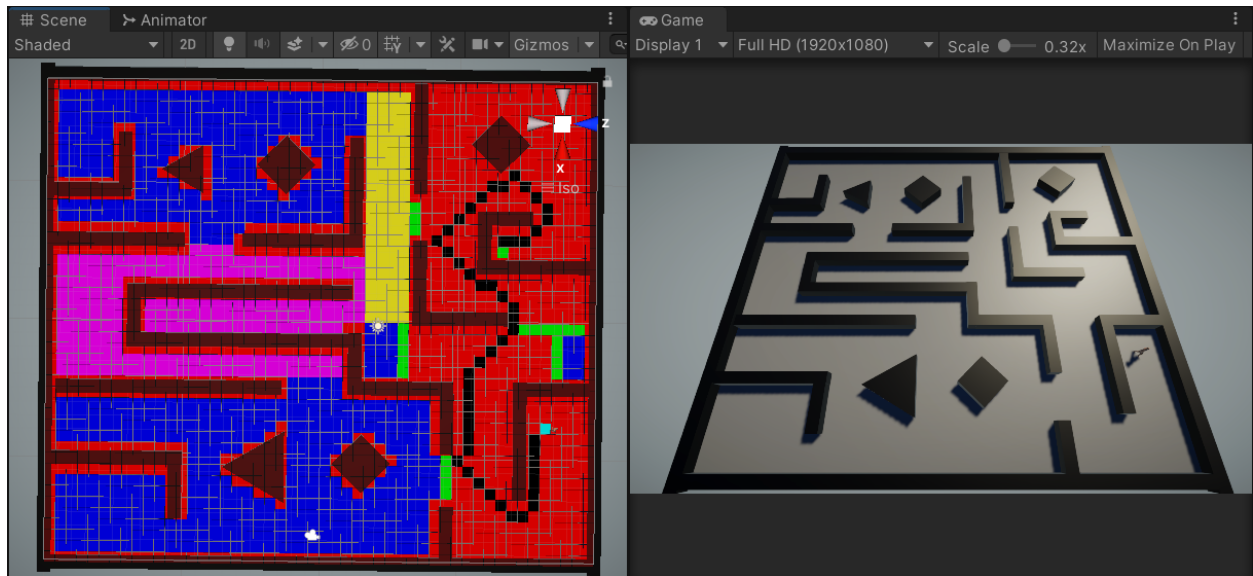 Scene Animator
Shaded 2D 0 Gizmos
z
x
Iso
Game
Display 1 Full HD (1920x1080) Scale 0.32x Maximize On Play